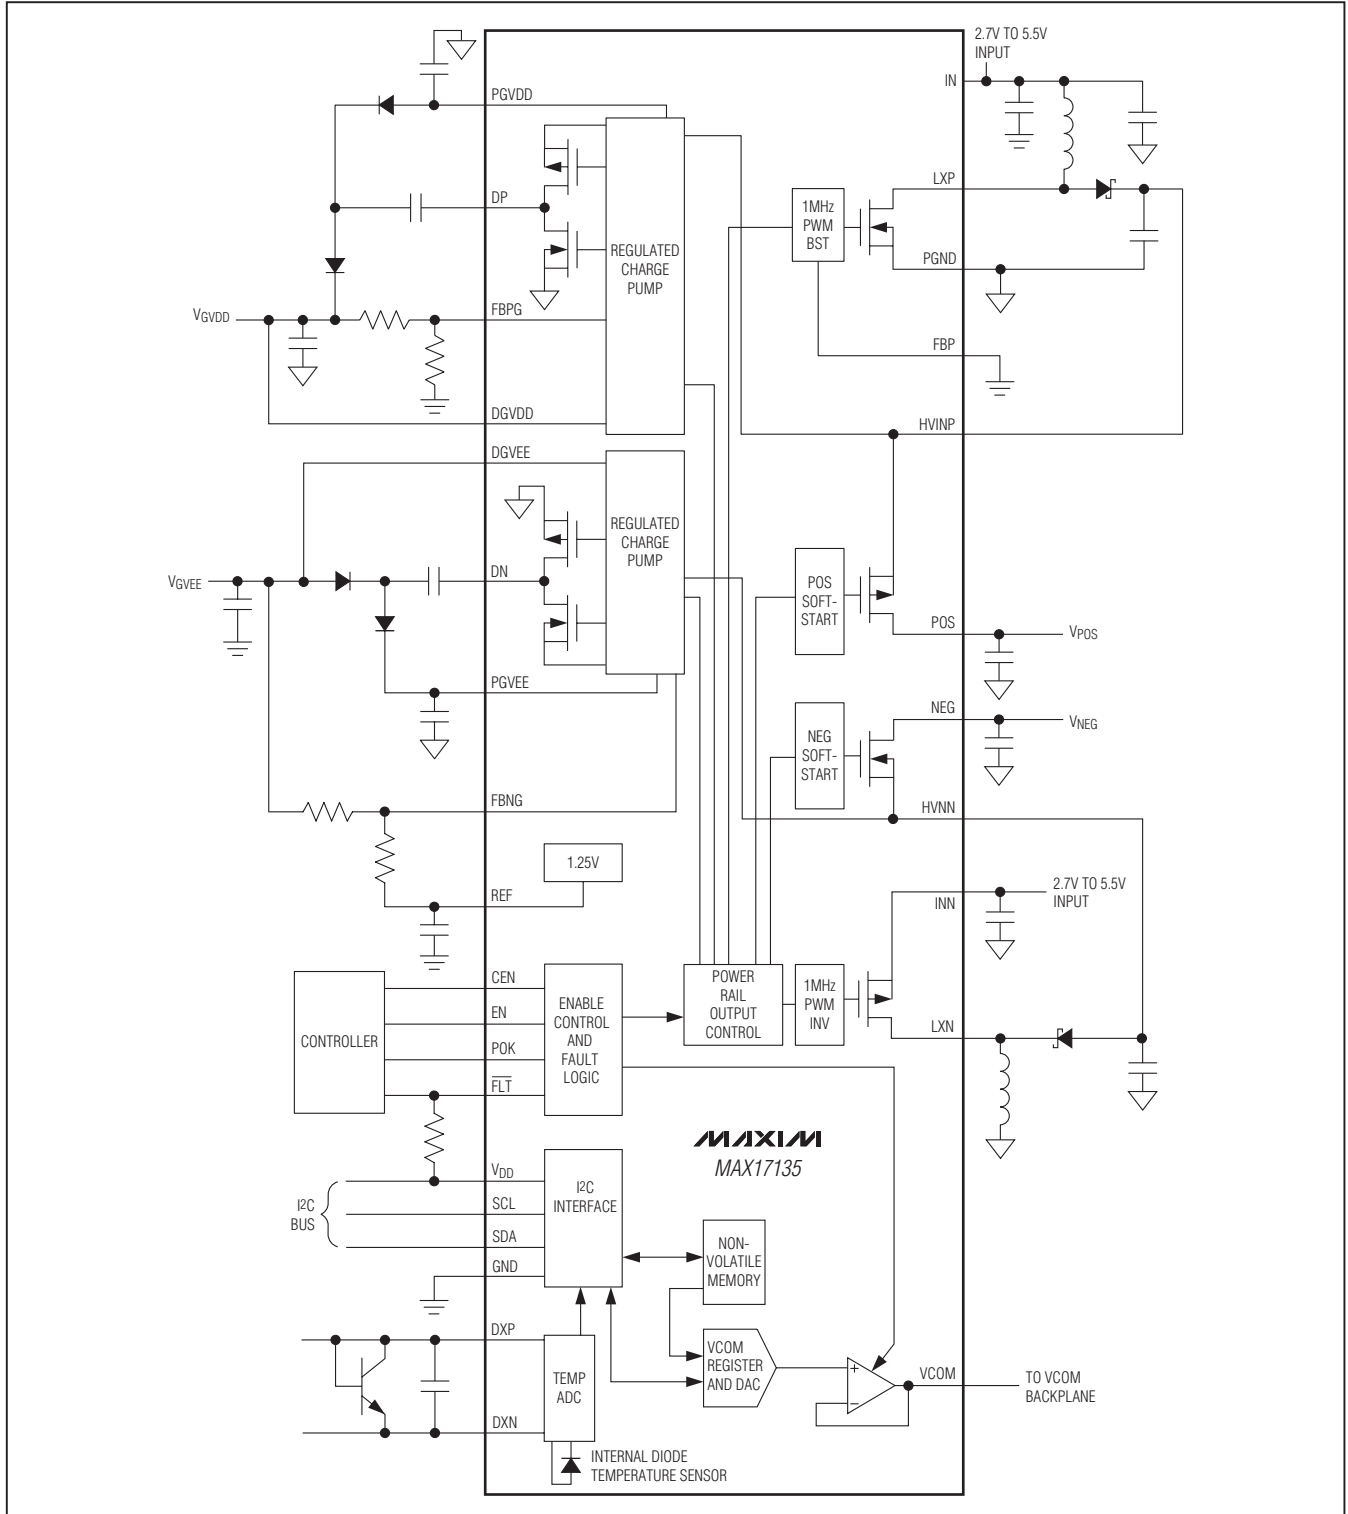 2.7V TO 5.5V
INPUT
IN
PGVDD
LXP
DP
1MHz
PWM
BST
REGULATED
CHARGE
PUMP
PGND
VGVDD
FBPG
FBP
DGVDD
HVINP
DGVEE
REGULATED
CHARGE
PUMP
VGVEE
DN
POS
SOFT-
START
POS
VPOS
PGVEE
NEG
VNEG
NEG
SOFT-
START
FBNG
HVNN
1.25V
REF
2.7V TO 5.5V
INPUT
INN
CEN
EN
POK
FLT
CONTROLLER
ENABLE
CONTROL
AND
FAULT
LOGIC
POWER
RAIL
OUTPUT
CONTROL
1MHz
PWM
INV
LXN
MAXIM
MAX17135
VDD
I2C
BUS
SCL
SDA
GND
I2C
INTERFACE
NON-
VOLATILE
MEMORY
DXP
TEMP
ADC
VCOM
REGISTER
AND DAC
+
−
VCOM
TO VCOM
BACKPLANE
DXN
INTERNAL DIODE
TEMPERATURE SENSOR